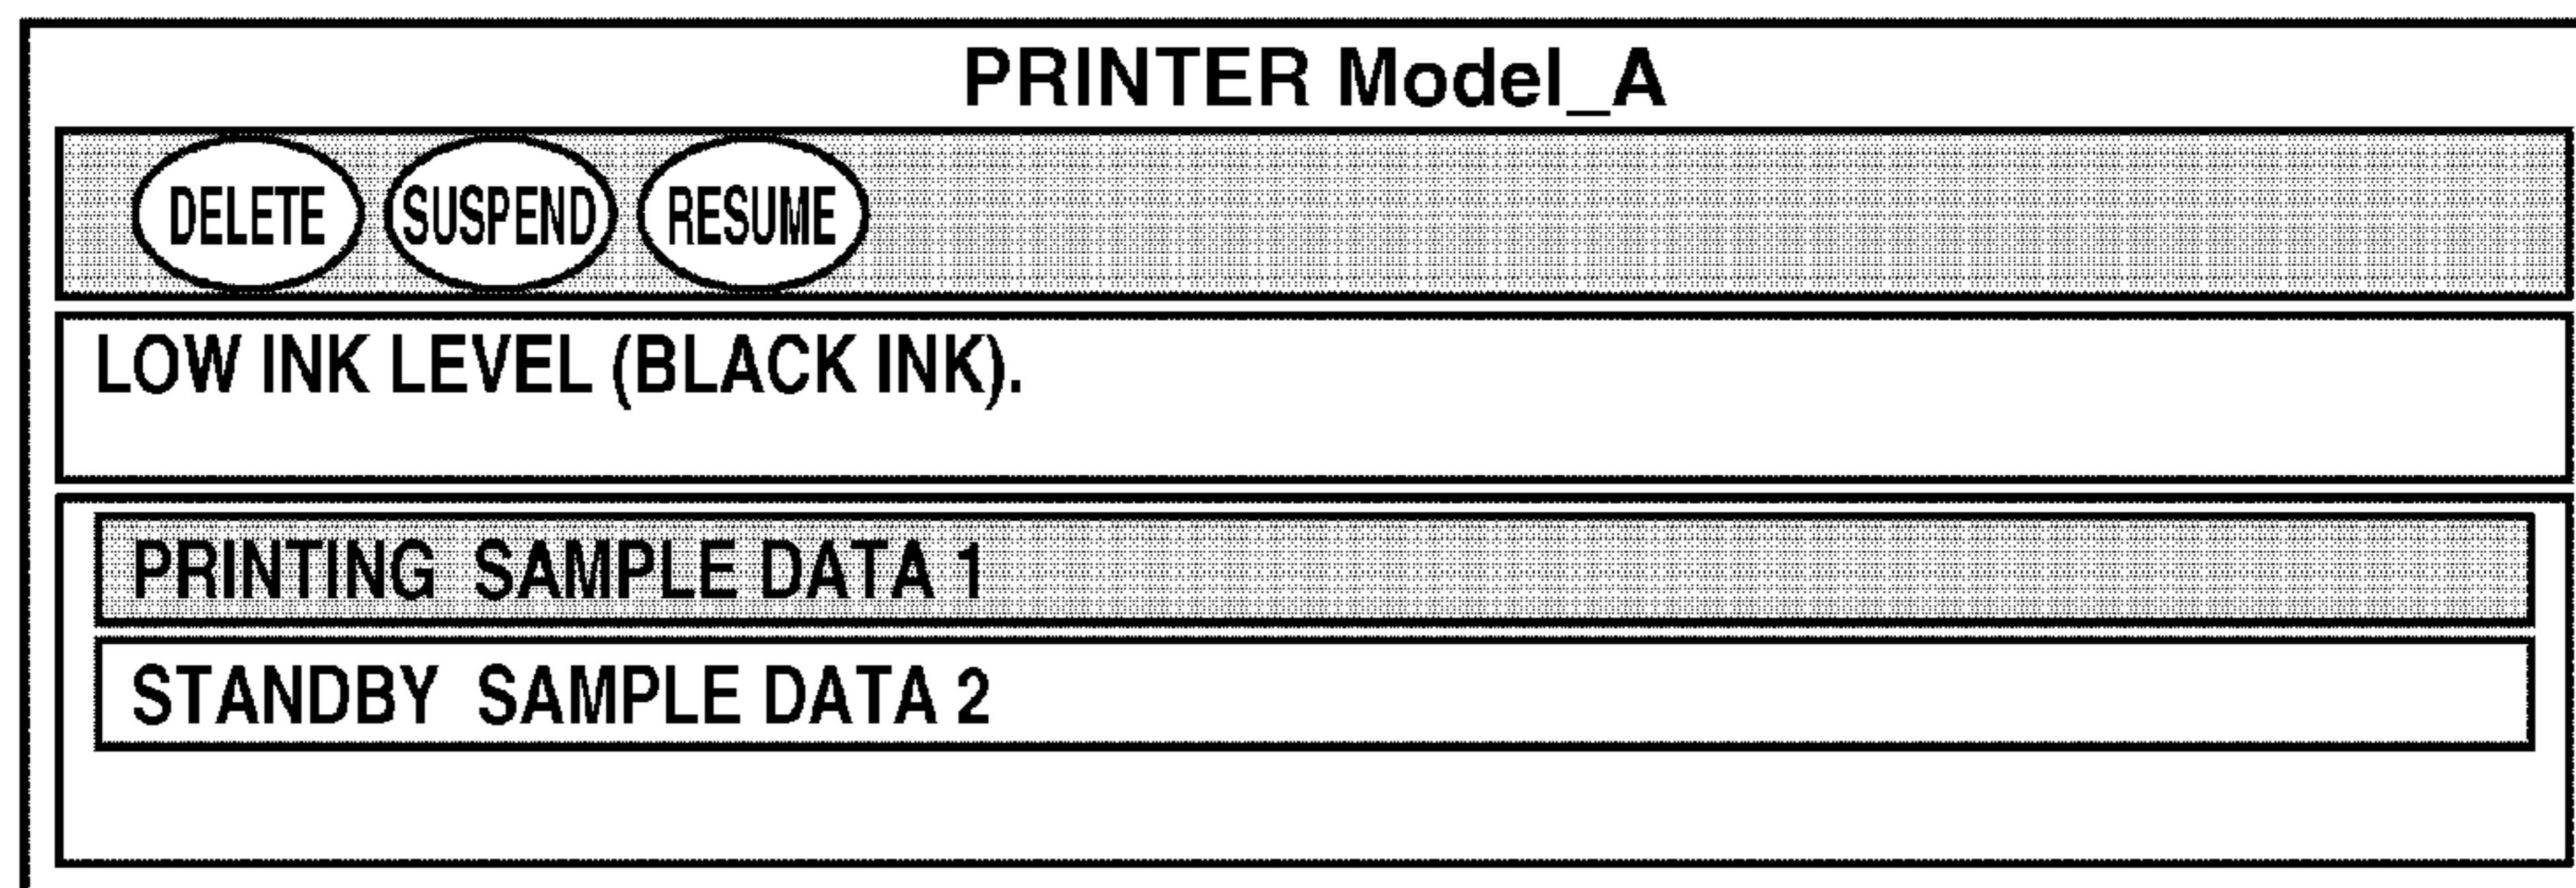 PRINTER Model_A
DELETE SUSPEND RESUME
LOW INK LEVEL (BLACK INK).
PRINTING SAMPLE DATA 1
STANDBY SAMPLE DATA 2